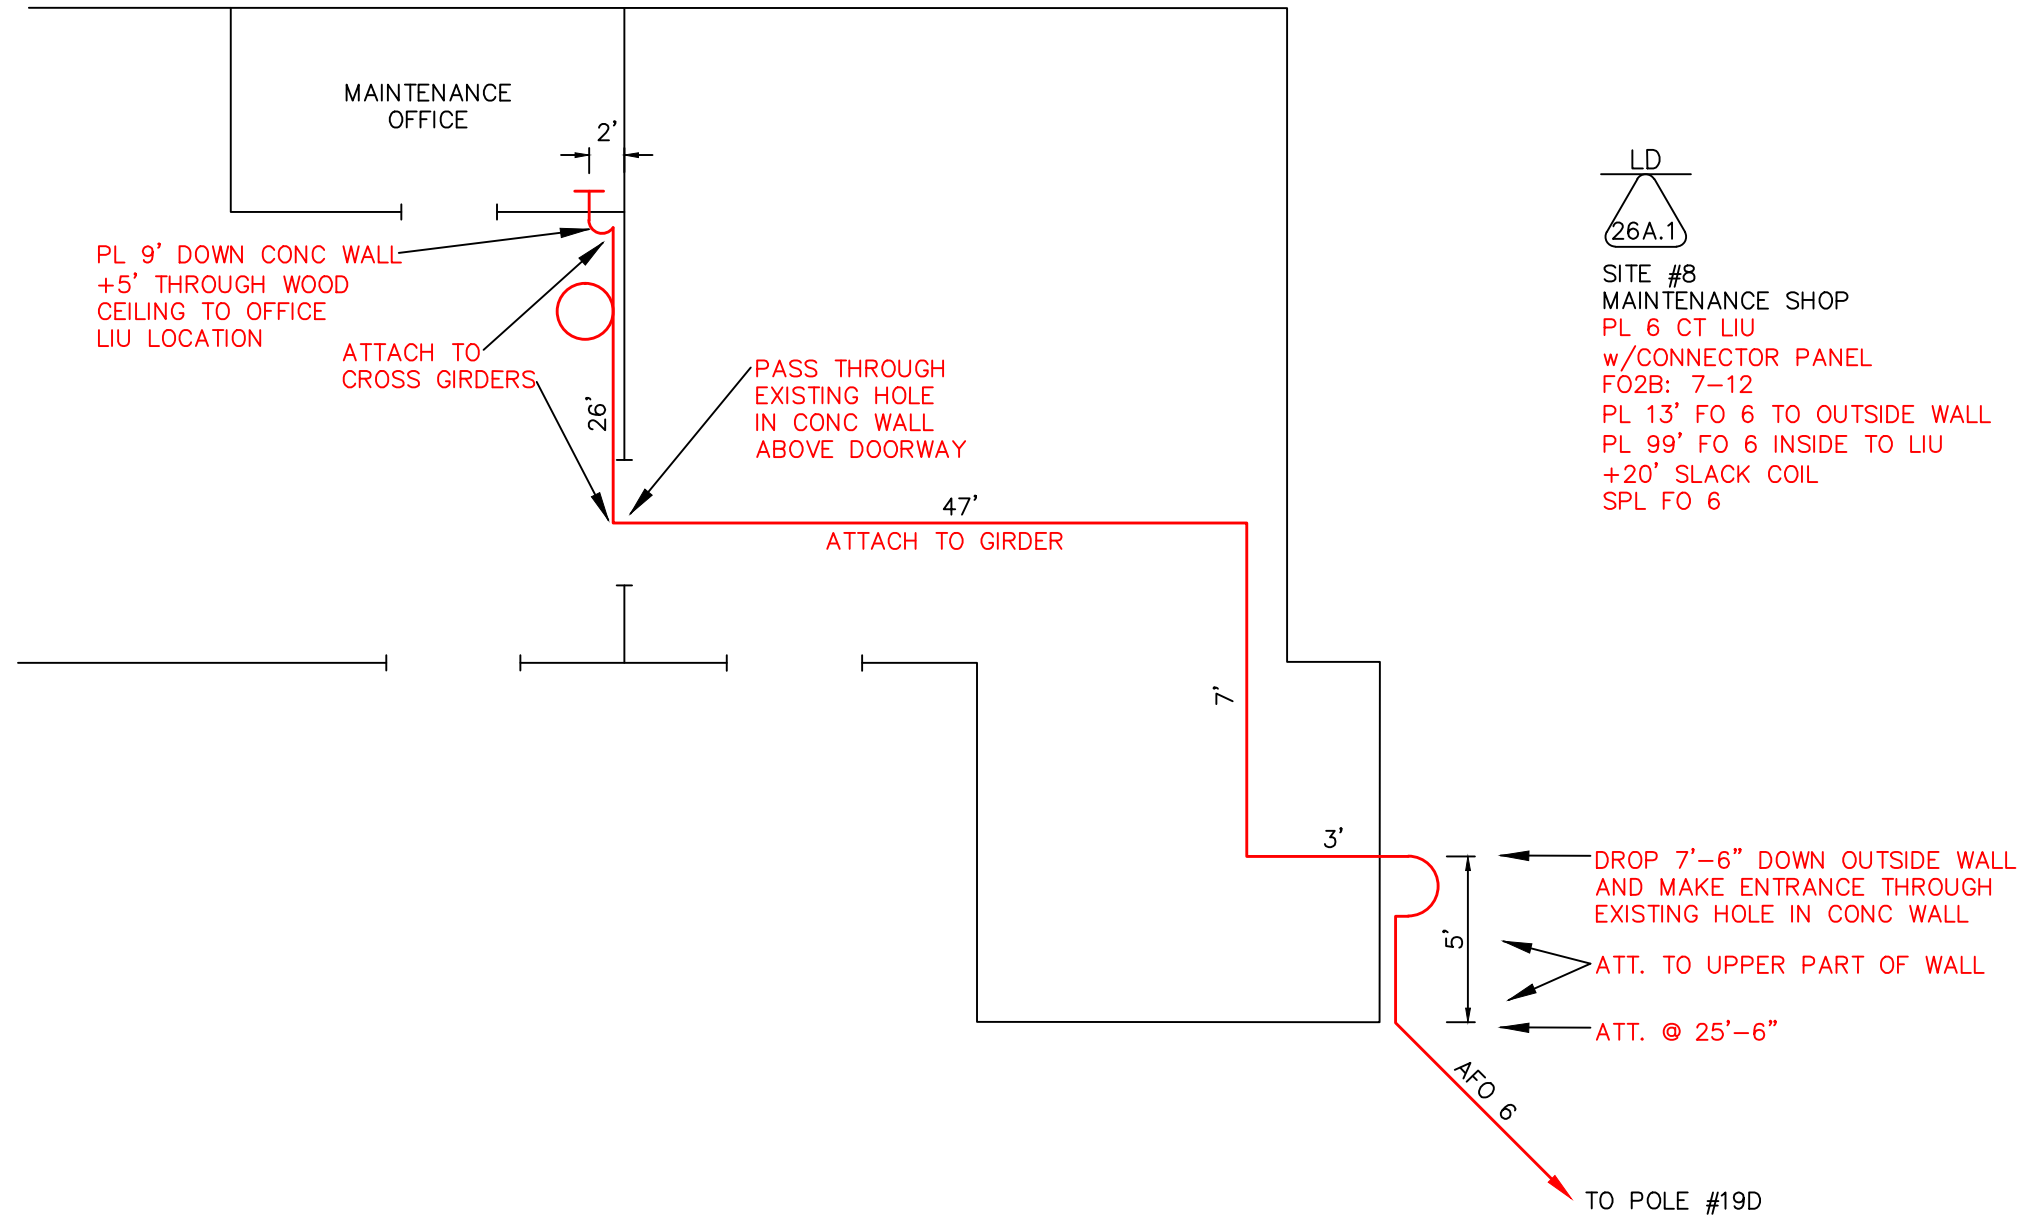 MAINTENANCE
OFFICE
2'
PL 9' DOWN CONC WALL
+5' THROUGH WOOD
CEILING TO OFFICE
LIU LOCATION
ATTACH TO
CROSS GIRDERS
26'
PASS THROUGH
EXISTING HOLE
IN CONC WALL
ABOVE DOORWAY
47'
ATTACH TO GIRDER
7'
3'
5'
LD
26A.1
SITE #8
MAINTENANCE SHOP
PL 6 CT LIU
w/CONNECTOR PANEL
FO2B: 7-12
PL 13' FO 6 TO OUTSIDE WALL
PL 99' FO 6 INSIDE TO LIU
+20' SLACK COIL
SPL FO 6
DROP 7'-6" DOWN OUTSIDE WALL
AND MAKE ENTRANCE THROUGH
EXISTING HOLE IN CONC WALL
ATT. TO UPPER PART OF WALL
ATT. @ 25'-6"
AFO 6
TO POLE #19D